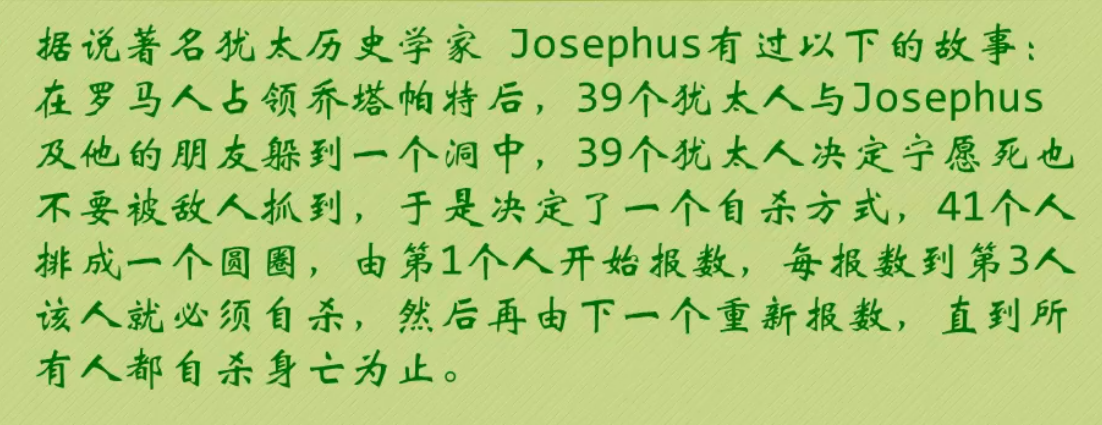 据说著名犹太历史学家 Josephus有过以下的故事：
在罗马人占领乔塔帕特后，39个犹太人与Josephus
及他的朋友躲到一个洞中，39个犹太人决定宁愿死也
不要被敌人抓到，于是决定了一个自杀方式，41个人
排成一个圆圈，由第1个人开始报数，每报数到第3人
该人就必须自杀，然后再由下一个重新报数，直到所
有人都自杀身亡为止。